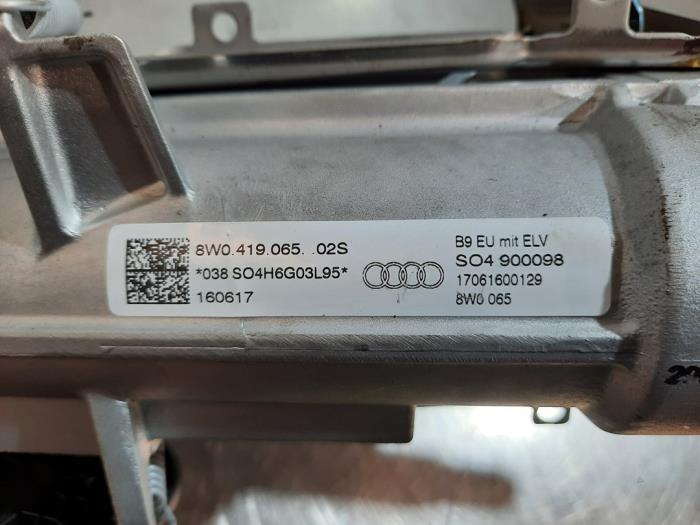 8W0.419.065. .02S
*038 SO4H6G03L95*
160617
B9 EU mit ELV
SO4 900098
17061600129
8W0 065